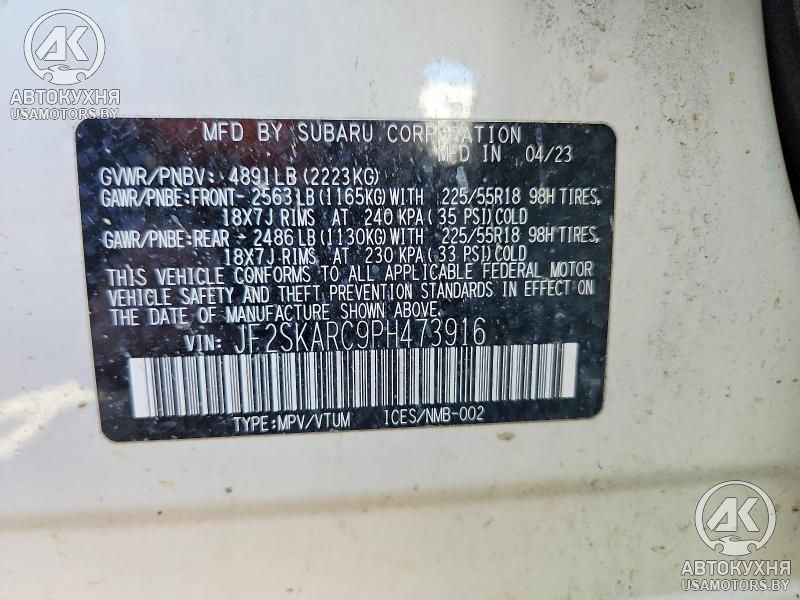 AK
АВТОКУХНЯ
USAMOTORS.BY
MFD BY SUBARU CORPORATION
MFD IN 04/23
GVWR/PNBV: 4891LB (2223KG)
GAWR/PNBE:FRONT- 2563LB (1165KG)WITH 225/55R18 98H TIRES,
18X7J RIMS AT 240 KPA (35 PSI)COLD
GAWR/PNBE:REAR - 2486LB (1130KG)WITH 225/55R18 98H TIRES,
18X7J RIMS AT 230 KPA (33 PSI)COLD
THIS VEHICLE CONFORMS TO ALL APPLICABLE FEDERAL MOTOR
VEHICLE SAFETY AND THEFT PREVENTION STANDARDS IN EFFECT ON
THE DATE OF MANUFACTURE SHOWN ABOVE.
VIN: JF2SKARC9PH473916
TYPE:MPV/VTUM ICES/NMB-002
AK
АВТОКУХНЯ
USAMOTORS.BY